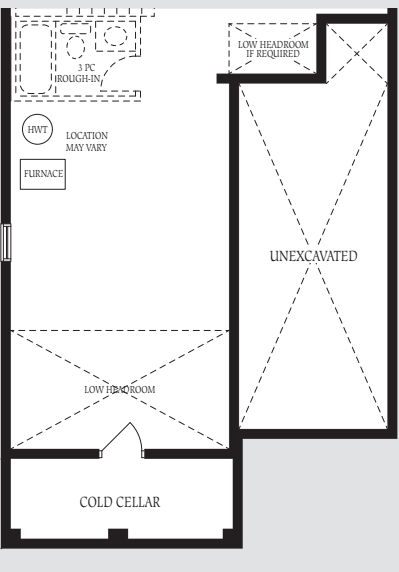 LOW HEADROOM
IF REQUIRED
3 PC
ROUGH-IN
HWT
LOCATION
MAY VARY
FURNACE
UNEXCAVATED
LOW HEADROOM
COLD CELLAR